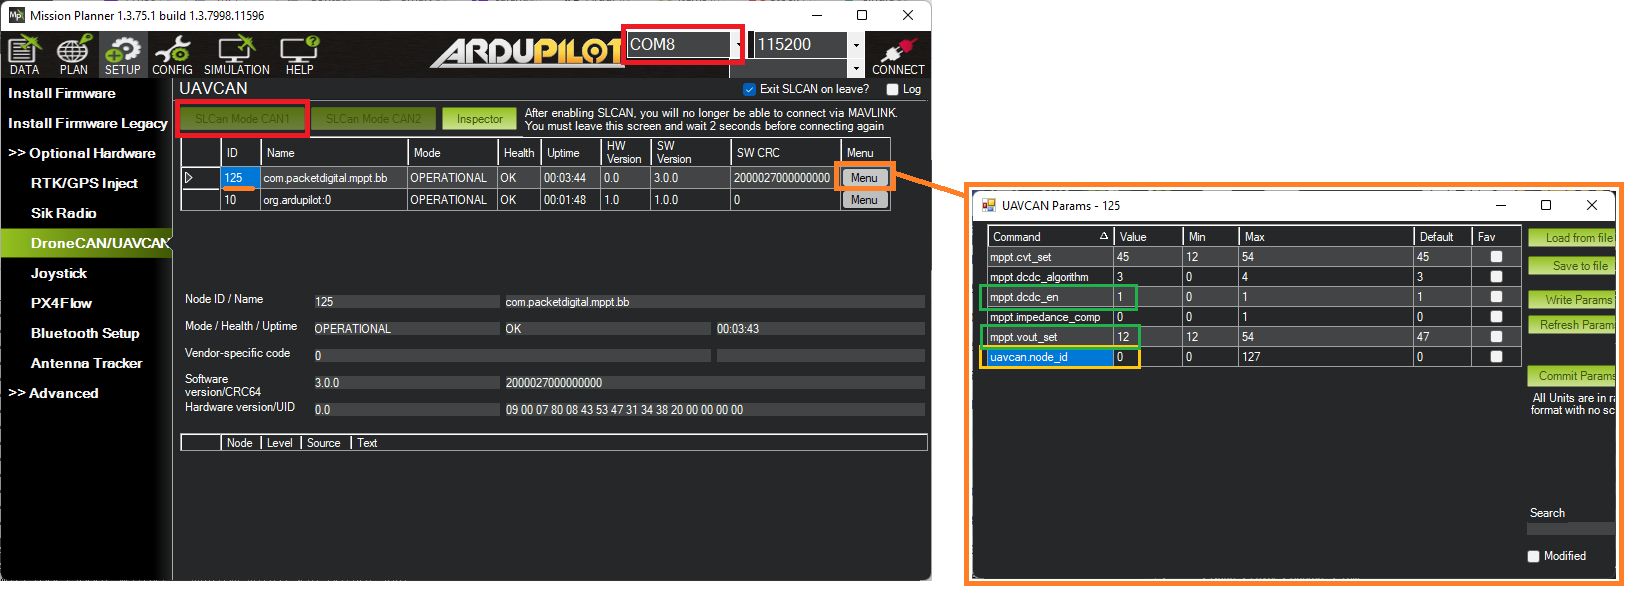 Mission Planner 1.3.75.1 build 1.3.7998.11596
DATA PLAN SETUP CONFIG SIMULATION HELP
ARDUPILOT
COM8 115200
CONNECT
Install Firmware
Install Firmware Legacy
>> Optional Hardware
RTK/GPS Inject
Sik Radio
DroneCAN/UAVCAN
Joystick
PX4Flow
Bluetooth Setup
Antenna Tracker
>> Advanced
UAVCAN
Exit SLCAN on leave? Log
SLCan Mode CAN1 SLCan Mode CAN2 Inspector
After enabling SLCAN, you will no longer be able to connect via MAVLINK.
You must leave this screen and wait 2 seconds before connecting again
ID Name Mode Health Uptime HW Version SW Version SW CRC Menu
125 com.packetdigital.mppt.bb OPERATIONAL OK 00:03:44 0.0 3.0.0 2000027000000000 Menu
10 org.ardupilot:0 OPERATIONAL OK 00:01:48 1.0 1.0.0 0 Menu
Node ID / Name 125 com.packetdigital.mppt.bb
Mode / Health / Uptime OPERATIONAL OK 00:03:43
Vendor-specific code 0
Software version/CRC64 3.0.0 2000027000000000
Hardware version/UID 0.0 09 00 07 80 08 43 53 47 31 34 38 20 00 00 00 00
Node Level Source Text
UAVCAN Params - 125
Command Value Min Max Default Fav
mppt.cvt_set 45 12 54 45
mppt.dcdc_algorithm 3 0 4 3
mppt.dcdc_en 1 0 1 1
mppt.impedance_comp 0 0 1 0
mppt.vout_set 12 12 54 47
uavcan.node_id 0 0 127 0
Load from file
Save to file
Write Params
Refresh Param
Commit Params
All Units are in ra
format with no sc
Search
Modified